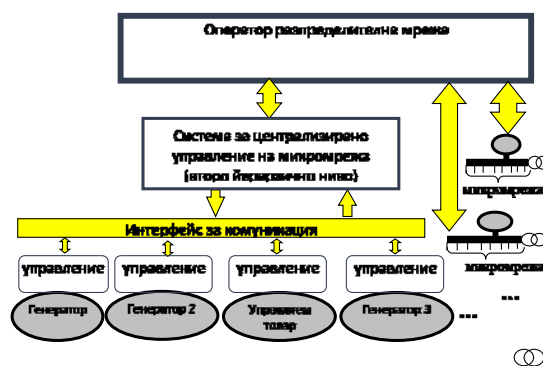 Оператор разпределителна мрежа
Система за централизирано
управление на микромрежа
(второ йерархично ниво)
микромрежа
Интерфейс за комуникация
управление управление управление управление
микромрежа
Генератор Генератор 2 Управляем
товар Генератор 3 ...
...